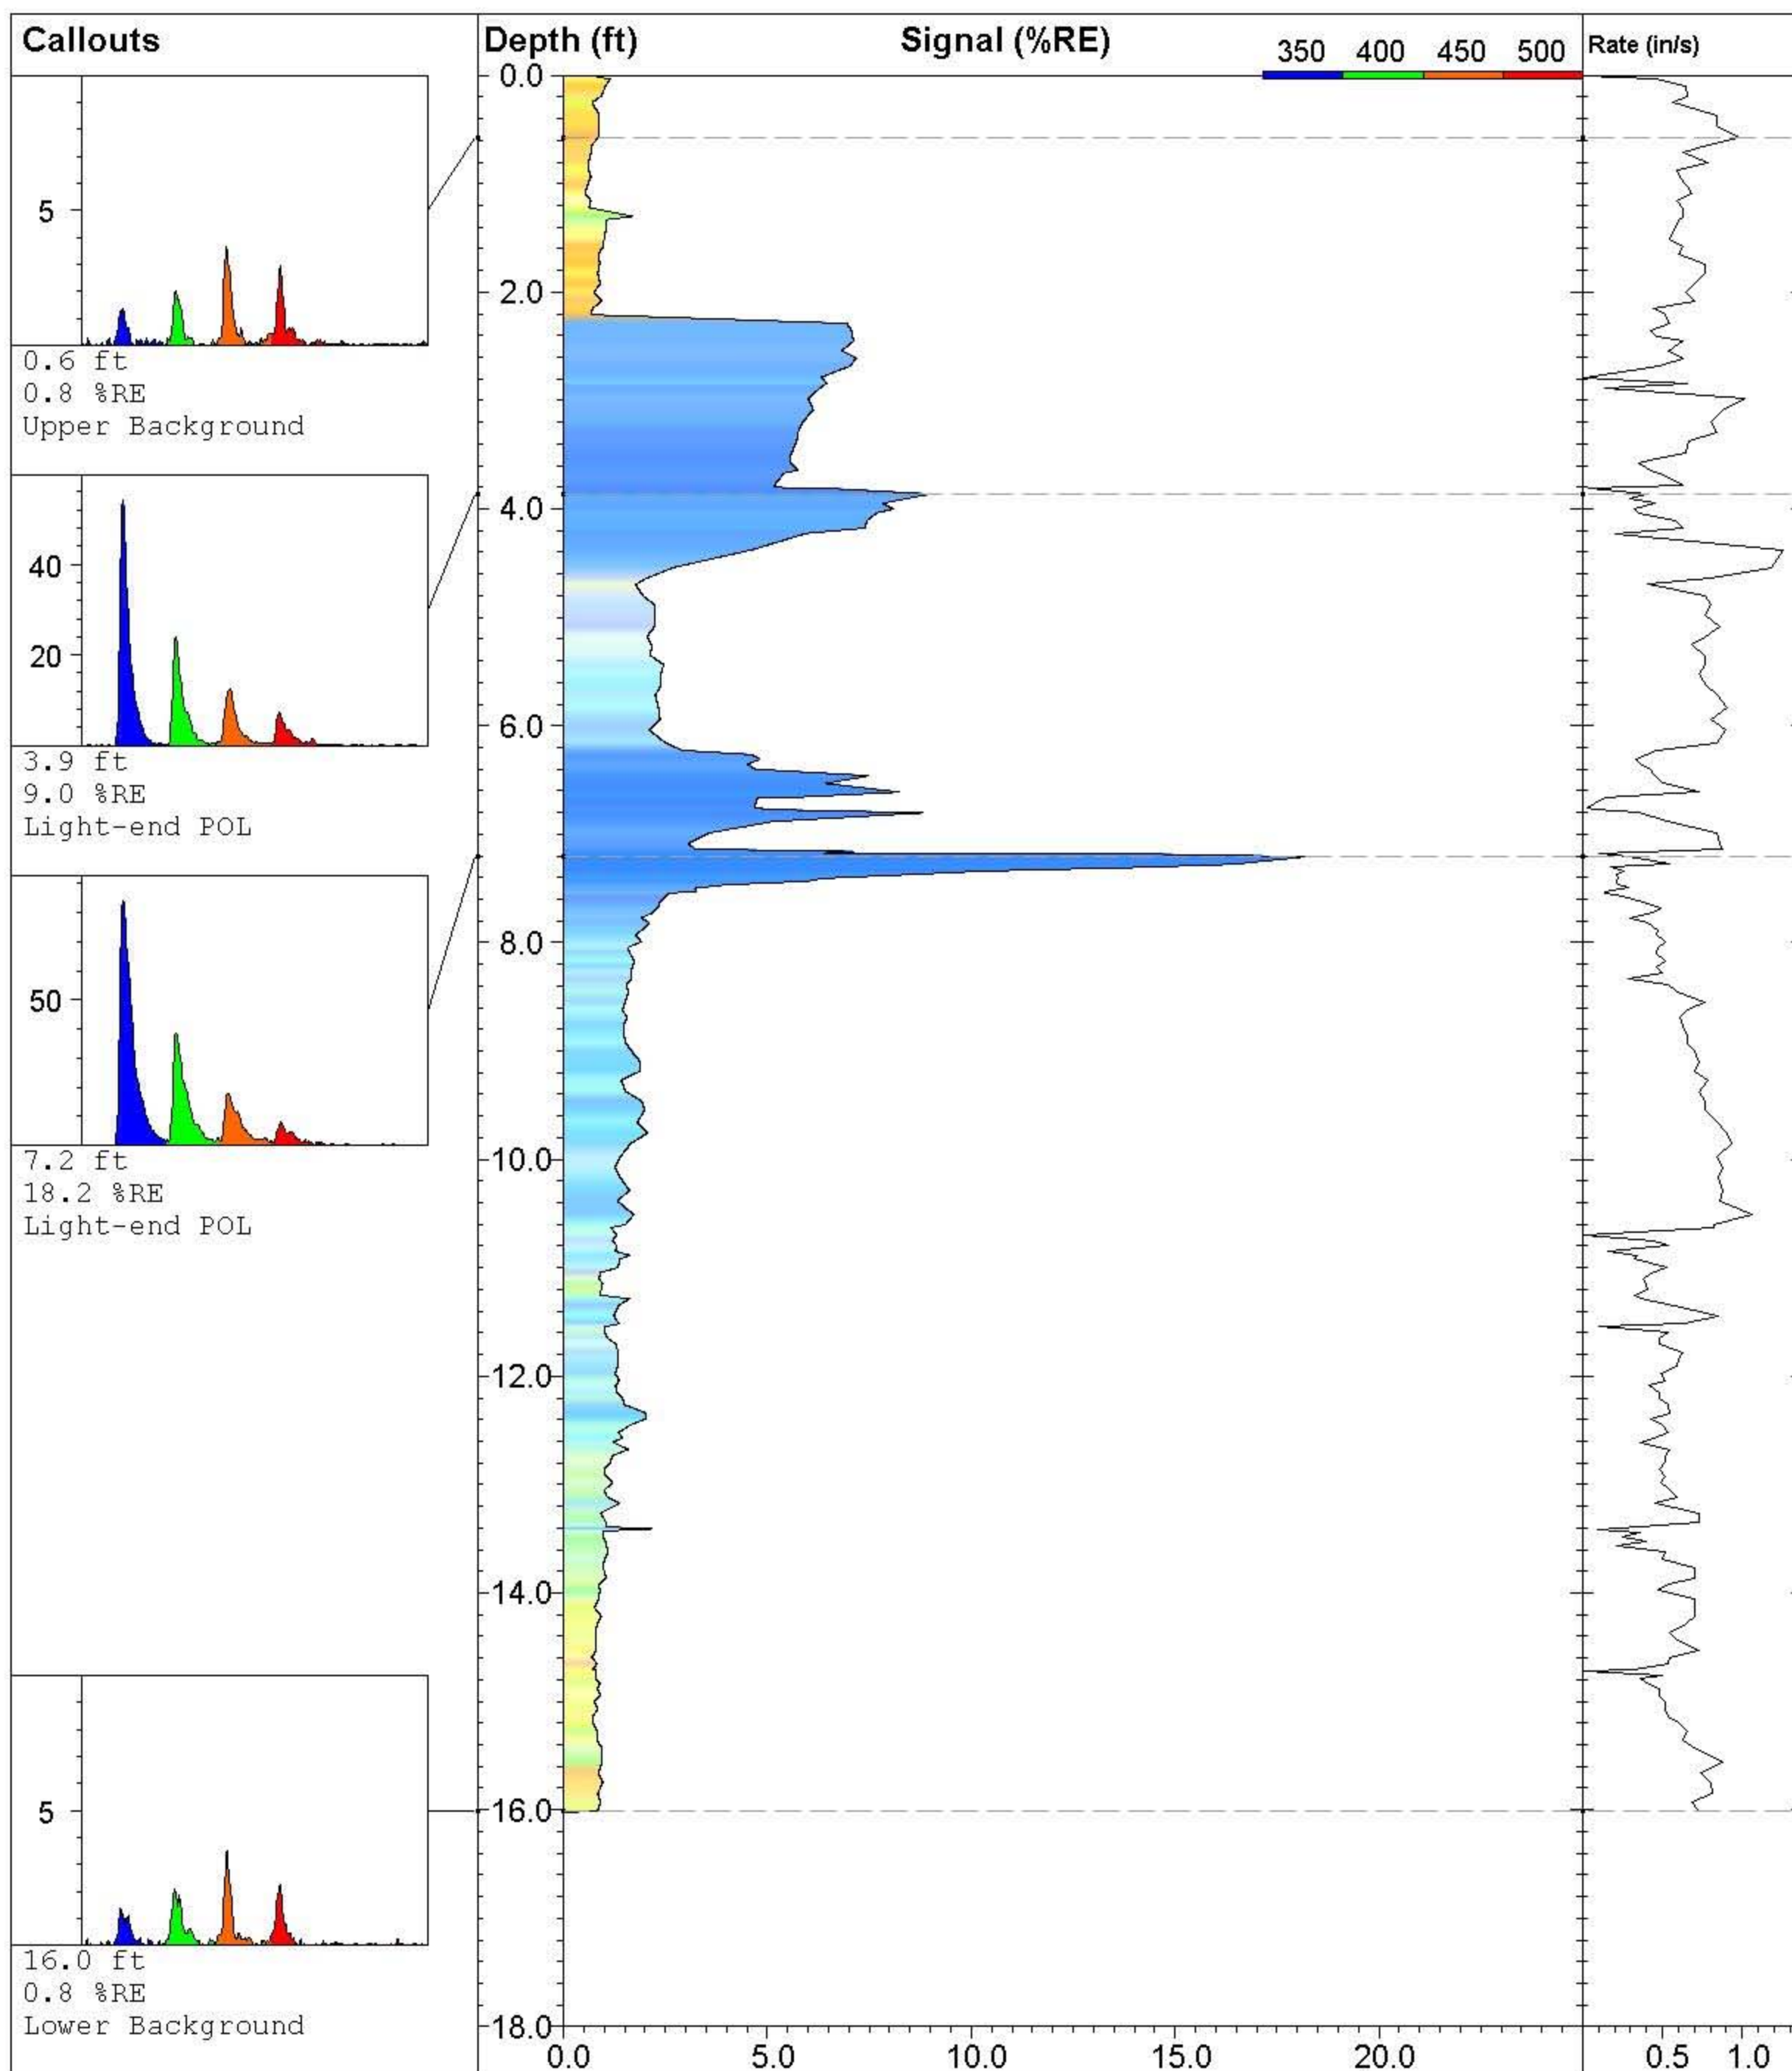 Callouts
Depth (ft)
Signal (%RE)
350 400 450 500
Rate (in/s)
5
0.6 ft
0.8 %RE
Upper Background
40
20
3.9 ft
9.0 %RE
Light-end POL
50
7.2 ft
18.2 %RE
Light-end POL
5
16.0 ft
0.8 %RE
Lower Background
0.0
2.0
4.0
6.0
8.0
10.0
12.0
14.0
16.0
18.0
0.0 5.0 10.0 15.0 20.0
0.5 1.0